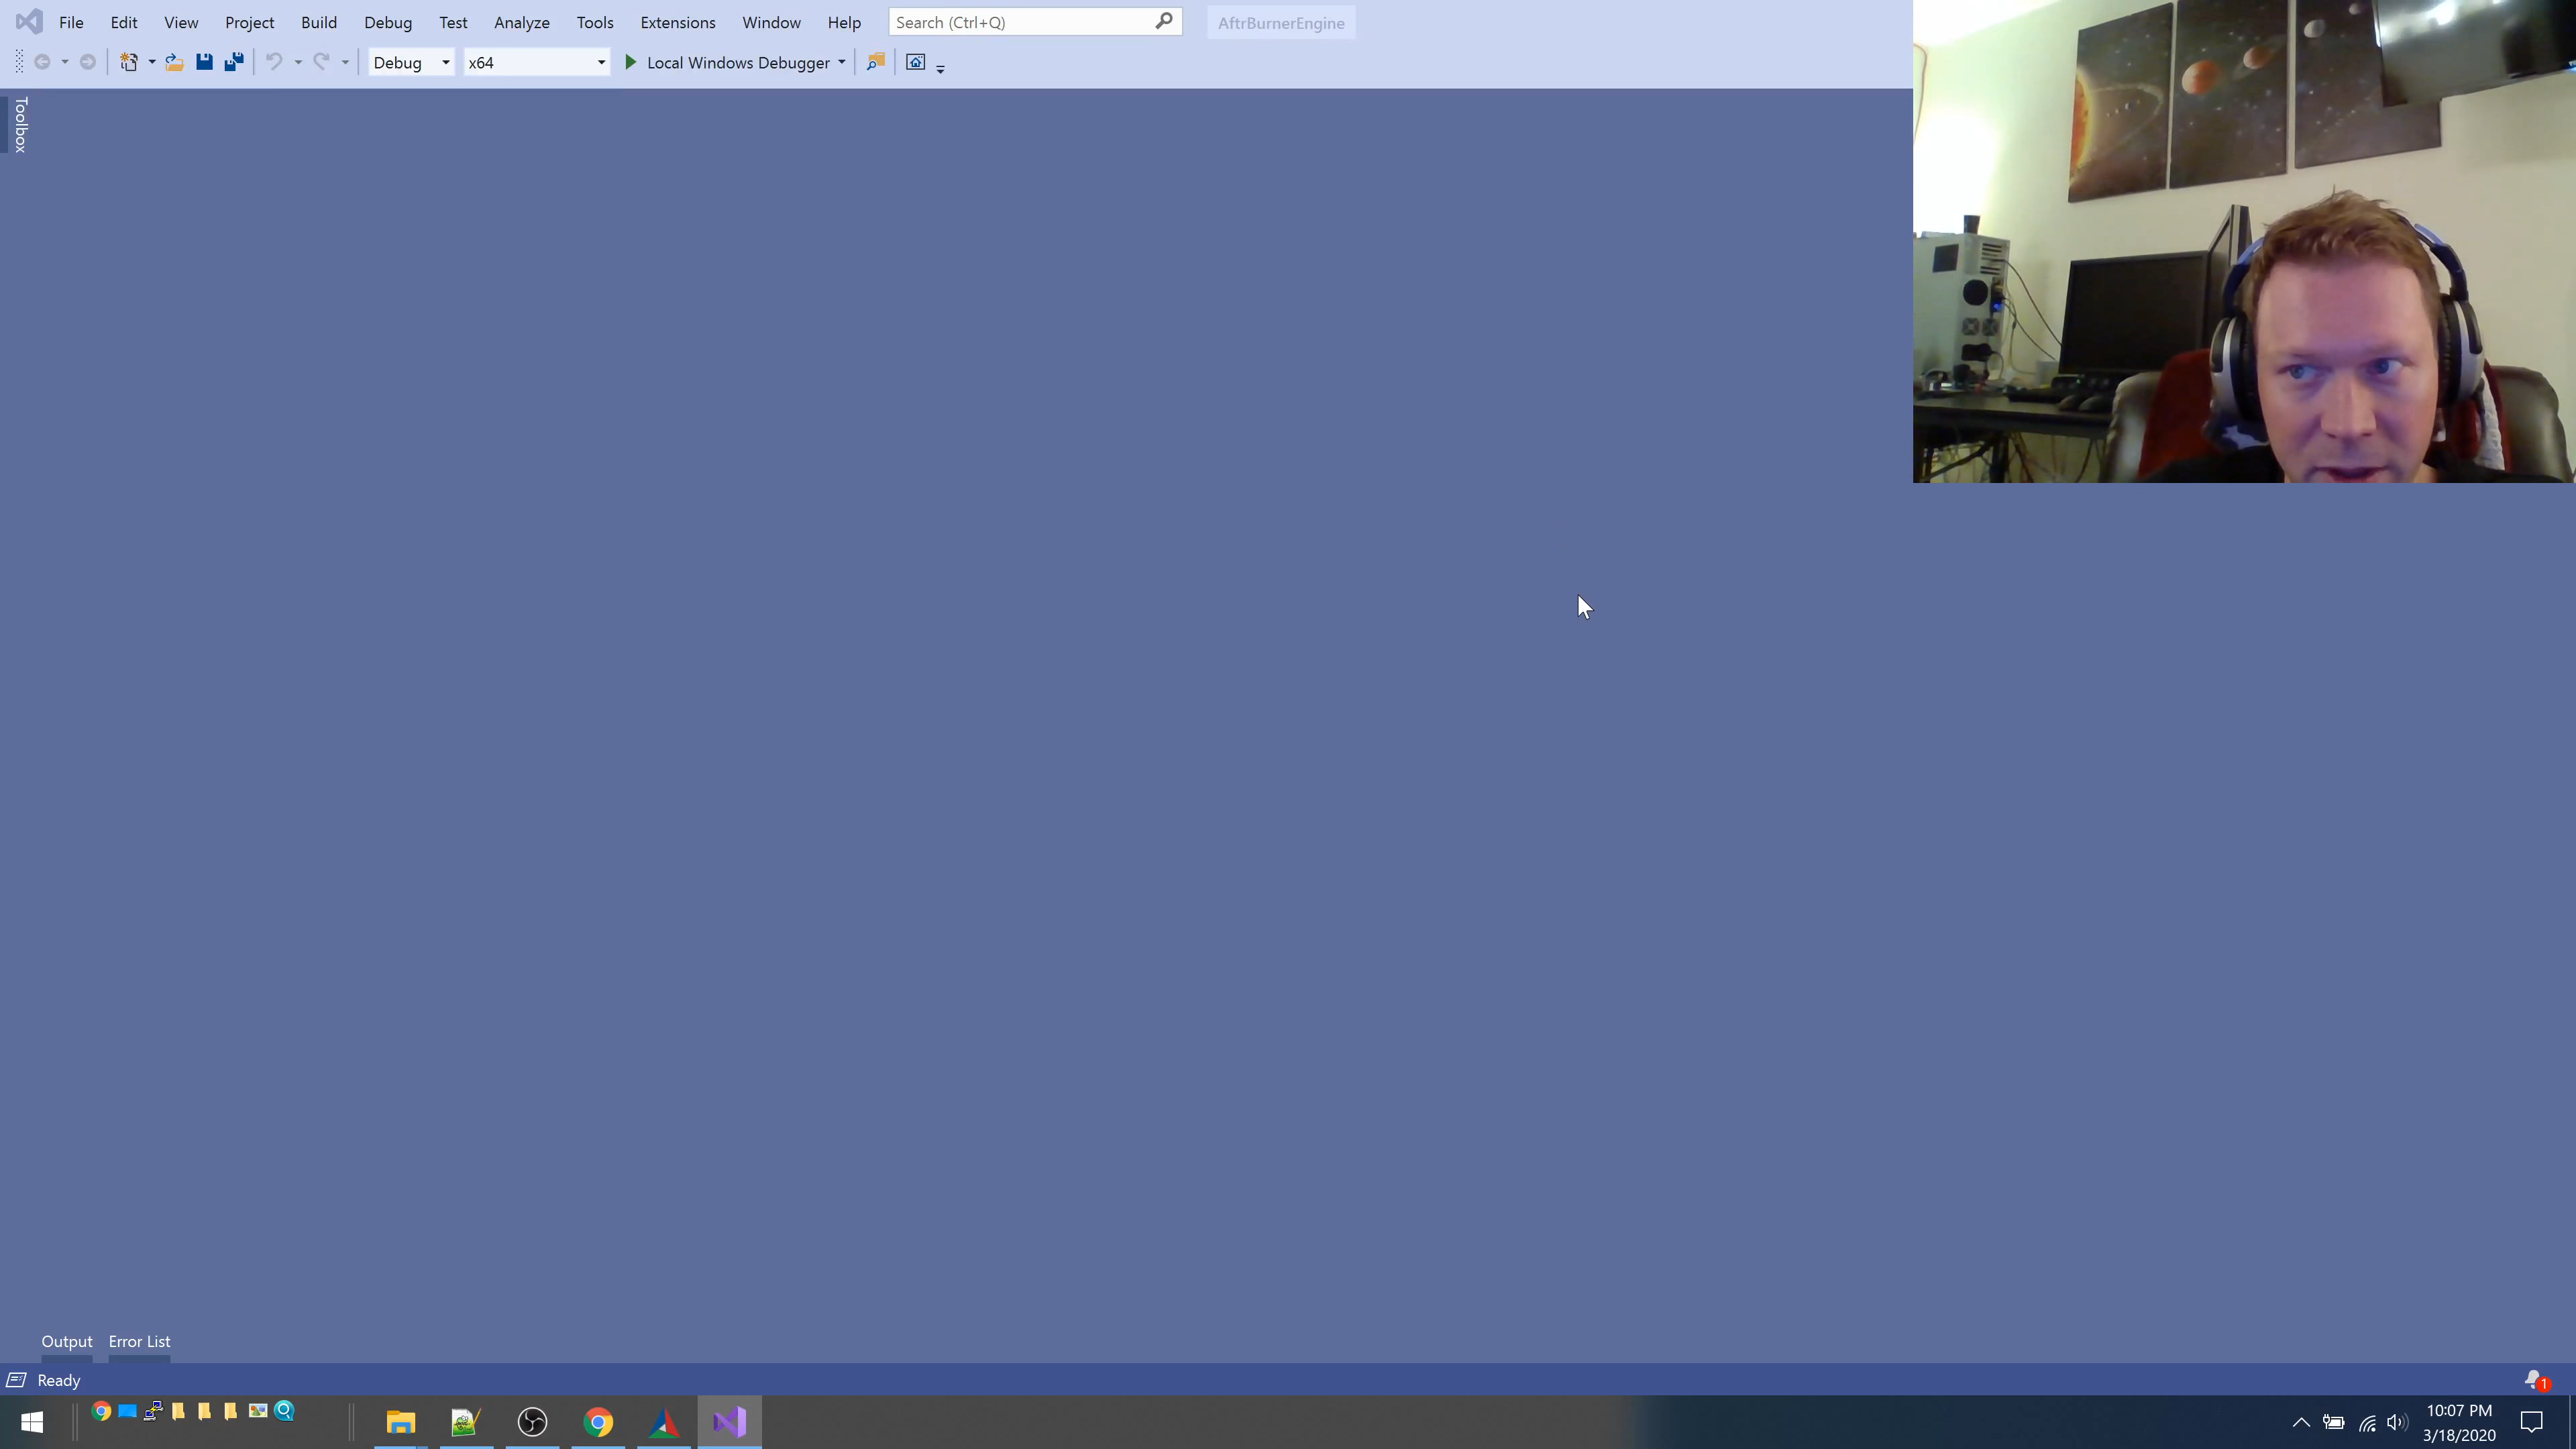 File Edit View Project Build Debug Test Analyze Tools Extensions Window Help Search (Ctrl+Q) AftrBurnerEngine
Debug x64 Local Windows Debugger
Toolbox
Output Error List
Ready 1
10:07 PM
3/18/2020